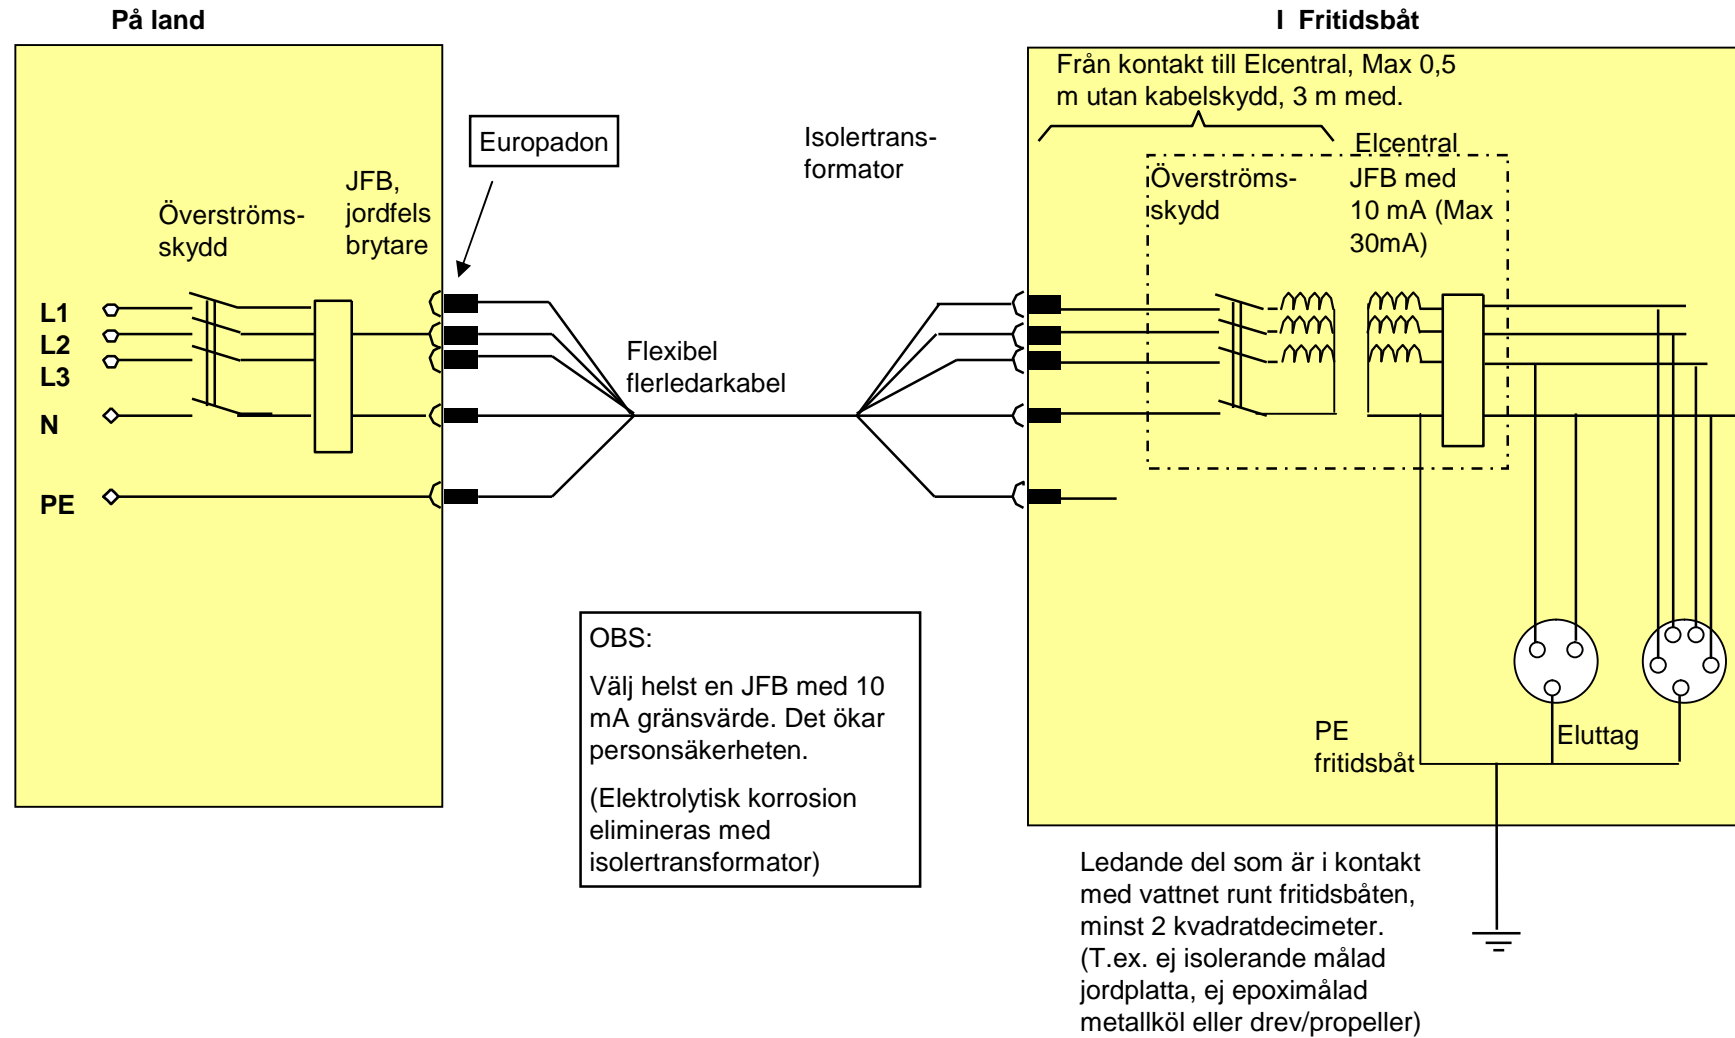 På land
I Fritidsbåt
Från kontakt till Elcentral, Max 0,5
m utan kabelskydd, 3 m med.
Europadon
Isolertrans-
formator
Elcentral
Överströms-
skydd
JFB med
10 mA (Max
30mA)
JFB,
jordfels
brytare
Överströms-
skydd
L1
L2
L3
N
PE
Flexibel
flerledarkabel
OBS:
Välj helst en JFB med 10
mA gränsvärde. Det ökar
personsäkerheten.
(Elektrolytisk korrosion
elimineras med
isolertransformator)
PE
fritidsbåt
Eluttag
Ledande del som är i kontakt
med vattnet runt fritidsbåten,
minst 2 kvadratdecimeter.
(T.ex. ej isolerande målad
jordplatta, ej epoximålad
metallköl eller drev/propeller)